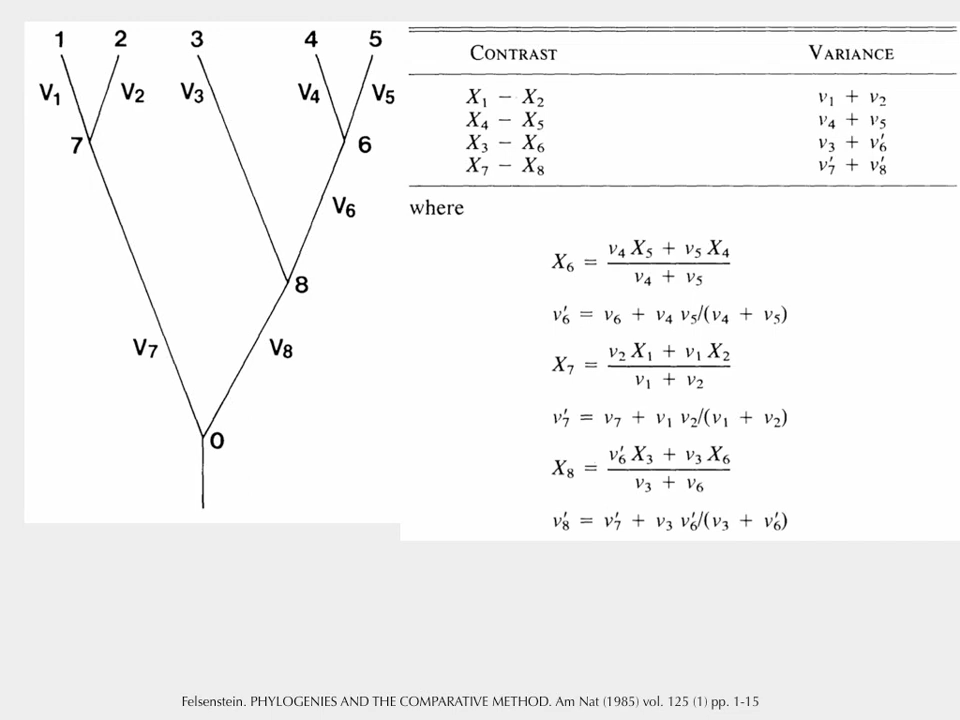 1 2 3 4 5
V1 V2 V3 V4 V5
7 6
V6
8
V7 V8
0
CONTRAST VARIANCE
X1 − X2 v1 + v2
X4 − X5 v4 + v5
X3 − X6 v3 + v′6
X7 − X8 v′7 + v′8
where
X6 = (v4 X5 + v5 X4) / (v4 + v5)
v′6 = v6 + v4 v5/(v4 + v5)
X7 = (v2 X1 + v1 X2) / (v1 + v2)
v′7 = v7 + v1 v2/(v1 + v2)
X8 = (v′6 X3 + v3 X6) / (v3 + v6)
v′8 = v′7 + v3 v′6/(v3 + v′6)
Felsenstein. PHYLOGENIES AND THE COMPARATIVE METHOD. Am Nat (1985) vol. 125 (1) pp. 1-15